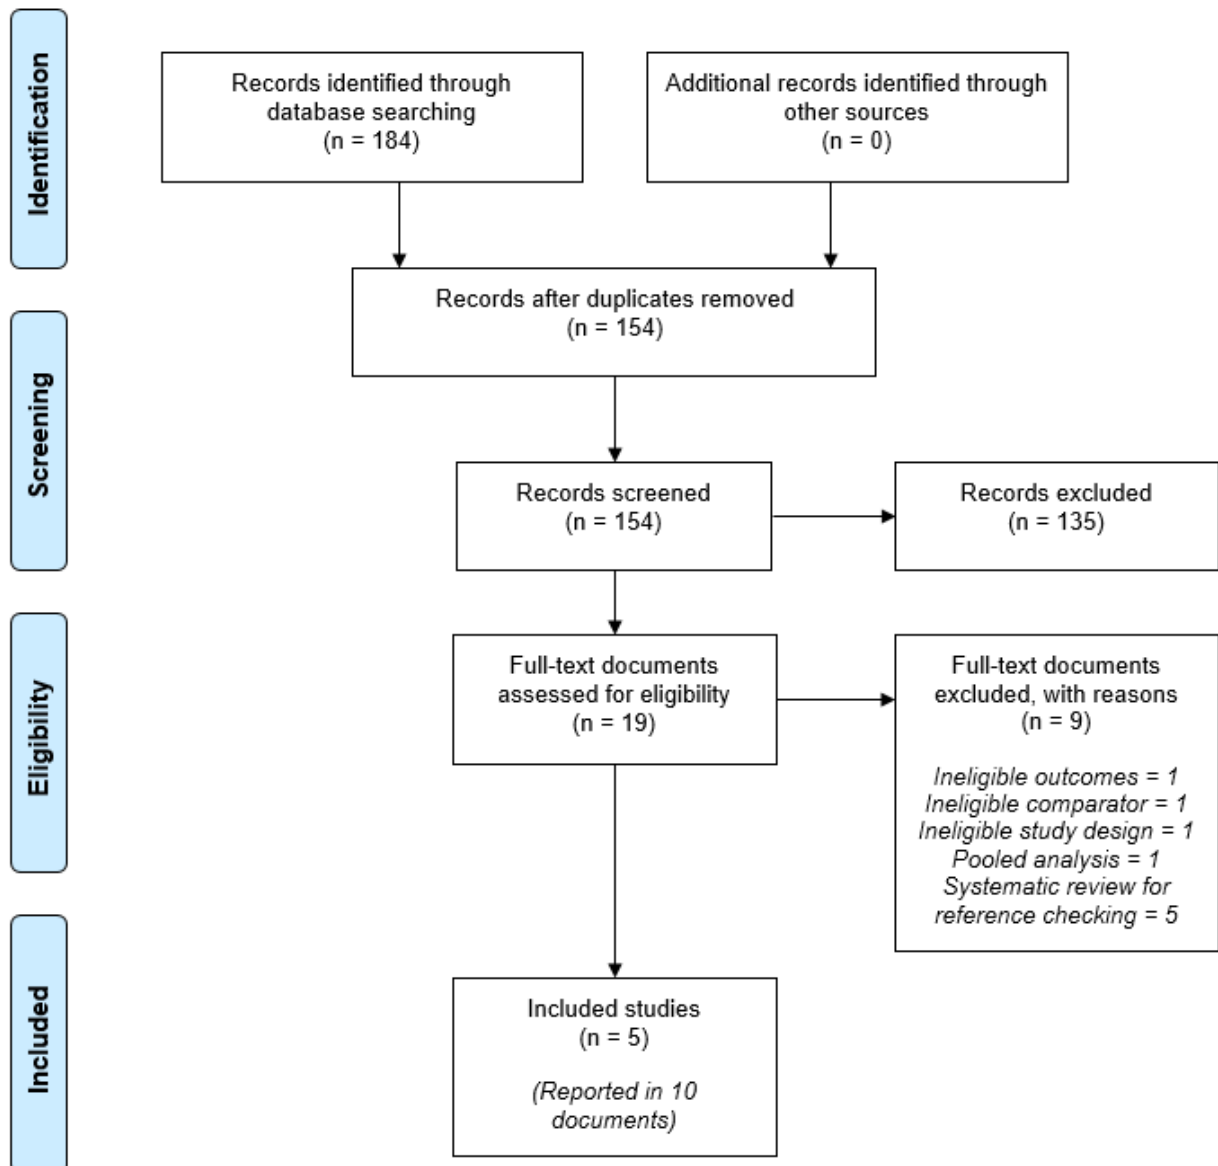 Identification
Records identified through
database searching
(n = 184)
Additional records identified through
other sources
(n = 0)
Records after duplicates removed
(n = 154)
Screening
Records screened
(n = 154)
Records excluded
(n = 135)
Eligibility
Full-text documents
assessed for eligibility
(n = 19)
Full-text documents
excluded, with reasons
(n = 9)
Ineligible outcomes = 1
Ineligible comparator = 1
Ineligible study design = 1
Pooled analysis = 1
Systematic review for
reference checking = 5
Included
Included studies
(n = 5)
(Reported in 10
documents)